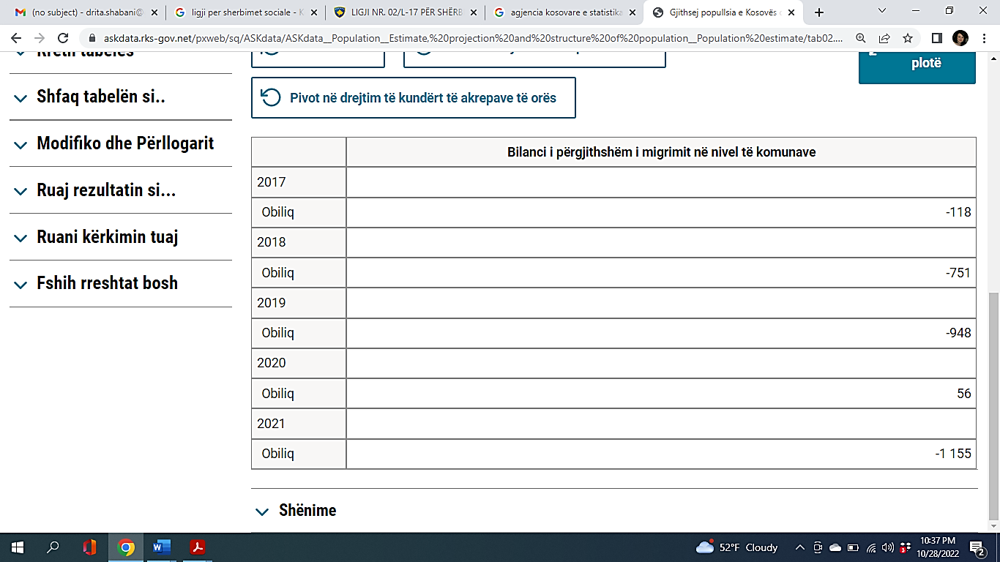 (no subject) - drita.shabani@
ligji per sherbimet sociale - K
LIGJI NR. 02/L-17 PËR SHËRB
agjencia kosovare e statistika
Gjithsej popullsia e Kosovës
askdata.rks-gov.net/pxweb/sq/ASKdata/ASKdata__Population__Estimate,%20projection%20and%20structure%20of%20population__Population%20estimate/tab02....
Kreth tabelës
plotë
Shfaq tabelën si..
Pivot në drejtim të kundërt të akrepave të orës
Modifiko dhe Përllogarit
Ruaj rezultatin si...
Ruani kërkimin tuaj
Fshih rreshtat bosh
Bilanci i përgjithshëm i migrimit në nivel të komunave
2017
Obiliq -118
2018
Obiliq -751
2019
Obiliq -948
2020
Obiliq 56
2021
Obiliq -1 155
Shënime
52°F Cloudy
10:37 PM
10/28/2022
3
2